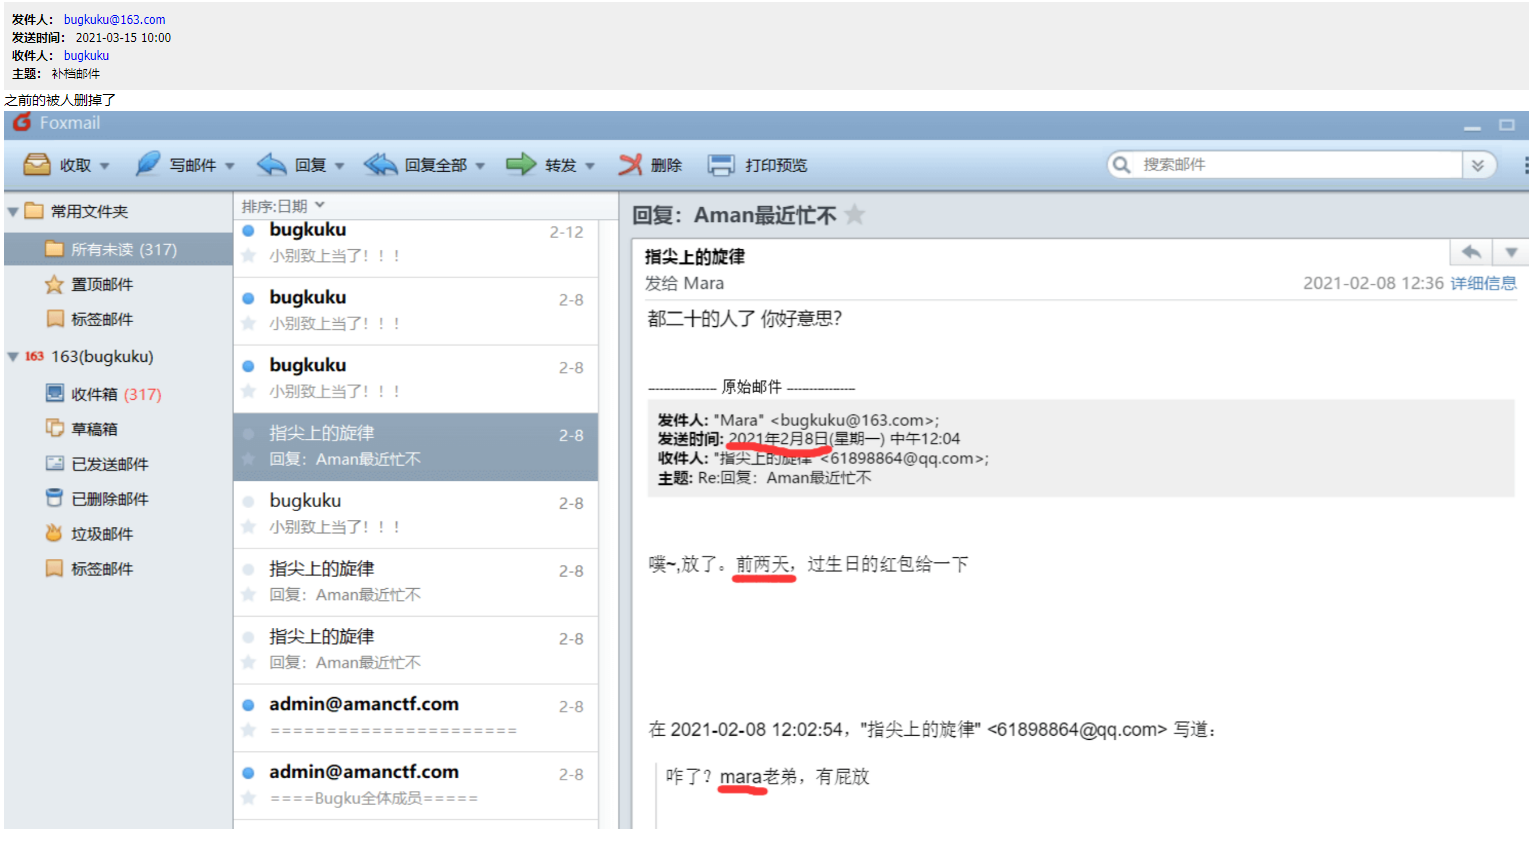 发件人： bugkuku@163.com
发送时间： 2021-03-15 10:00
收件人： bugkuku
主题： 补档邮件
之前的被人删掉了
Foxmail
收取 写邮件 回复 回复全部 转发 删除 打印预览 搜索邮件
常用文件夹
所有未读 (317)
置顶邮件
标签邮件
163 163(bugkuku)
收件箱 (317)
草稿箱
已发送邮件
已删除邮件
垃圾邮件
标签邮件
排序:日期
bugkuku 2-12
小别致上当了！！！
bugkuku 2-8
小别致上当了！！！
bugkuku 2-8
小别致上当了！！！
指尖上的旋律 2-8
回复：Aman最近忙不
bugkuku 2-8
小别致上当了！！！
指尖上的旋律 2-8
回复：Aman最近忙不
指尖上的旋律 2-8
回复：Aman最近忙不
admin@amanctf.com 2-8
======================
admin@amanctf.com 2-8
====Bugku全体成员=====
回复：Aman最近忙不
指尖上的旋律
发给 Mara 2021-02-08 12:36 详细信息
都二十的人了 你好意思?
------------------ 原始邮件 ------------------
发件人: "Mara" <bugkuku@163.com>;
发送时间: 2021年2月8日(星期一) 中午12:04
收件人: "指尖上的旋律" <61898864@qq.com>;
主题: Re:回复：Aman最近忙不
噗~,放了。前两天，过生日的红包给一下
在 2021-02-08 12:02:54，"指尖上的旋律" <61898864@qq.com> 写道：
咋了？mara老弟，有屁放